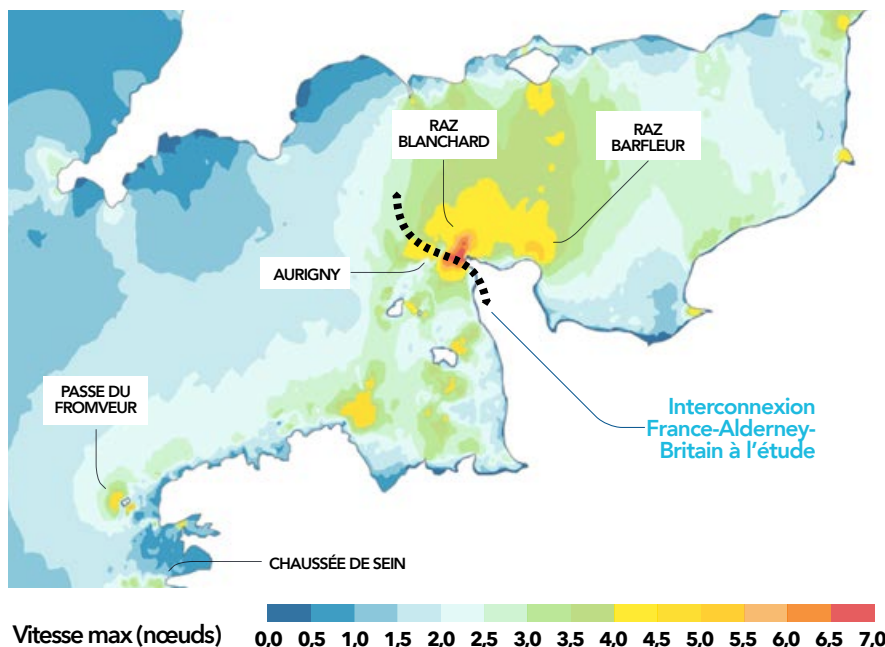 RAZ
BLANCHARD
RAZ
BARFLEUR
AURIGNY
PASSE DU
FROMVEUR
Interconnexion
France-Alderney-
Britain à l’étude
CHAUSSÉE DE SEIN
Vitesse max (nœuds)
0,0 0,5 1,0 1,5 2,0 2,5 3,0 3,5 4,0 4,5 5,0 5,5 6,0 6,5 7,0